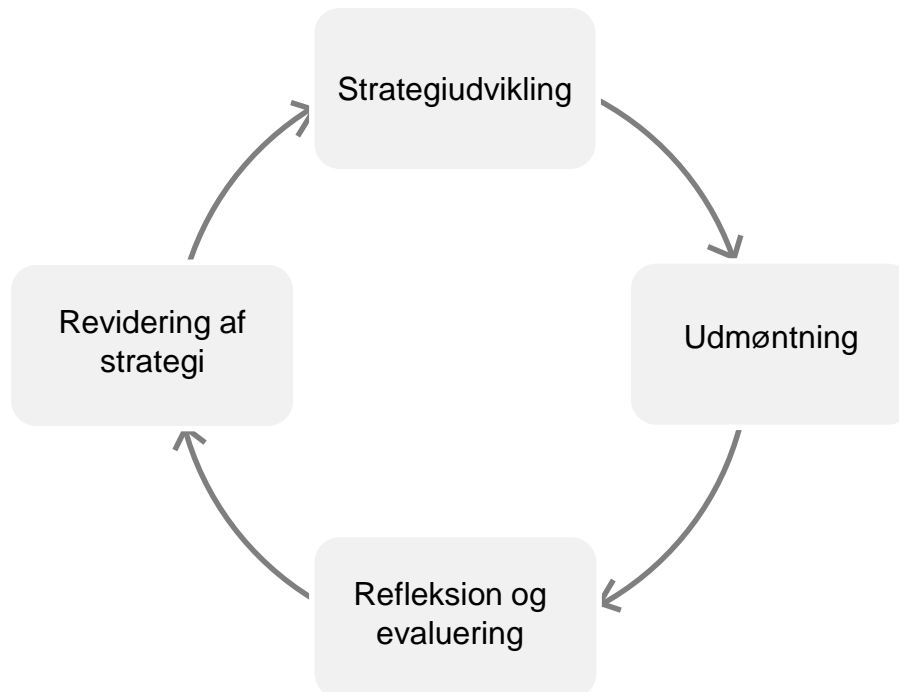 Strategiudvikling
Udmøntning
Refleksion og
evaluering
Revidering af
strategi